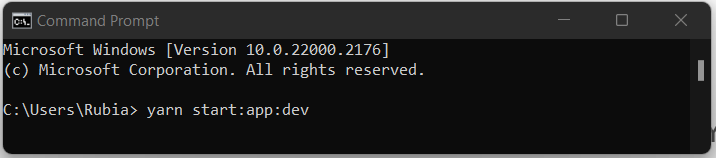 Command Prompt
Microsoft Windows [Version 10.0.22000.2176]
(c) Microsoft Corporation. All rights reserved.
C:\Users\Rubia> yarn start:app:dev